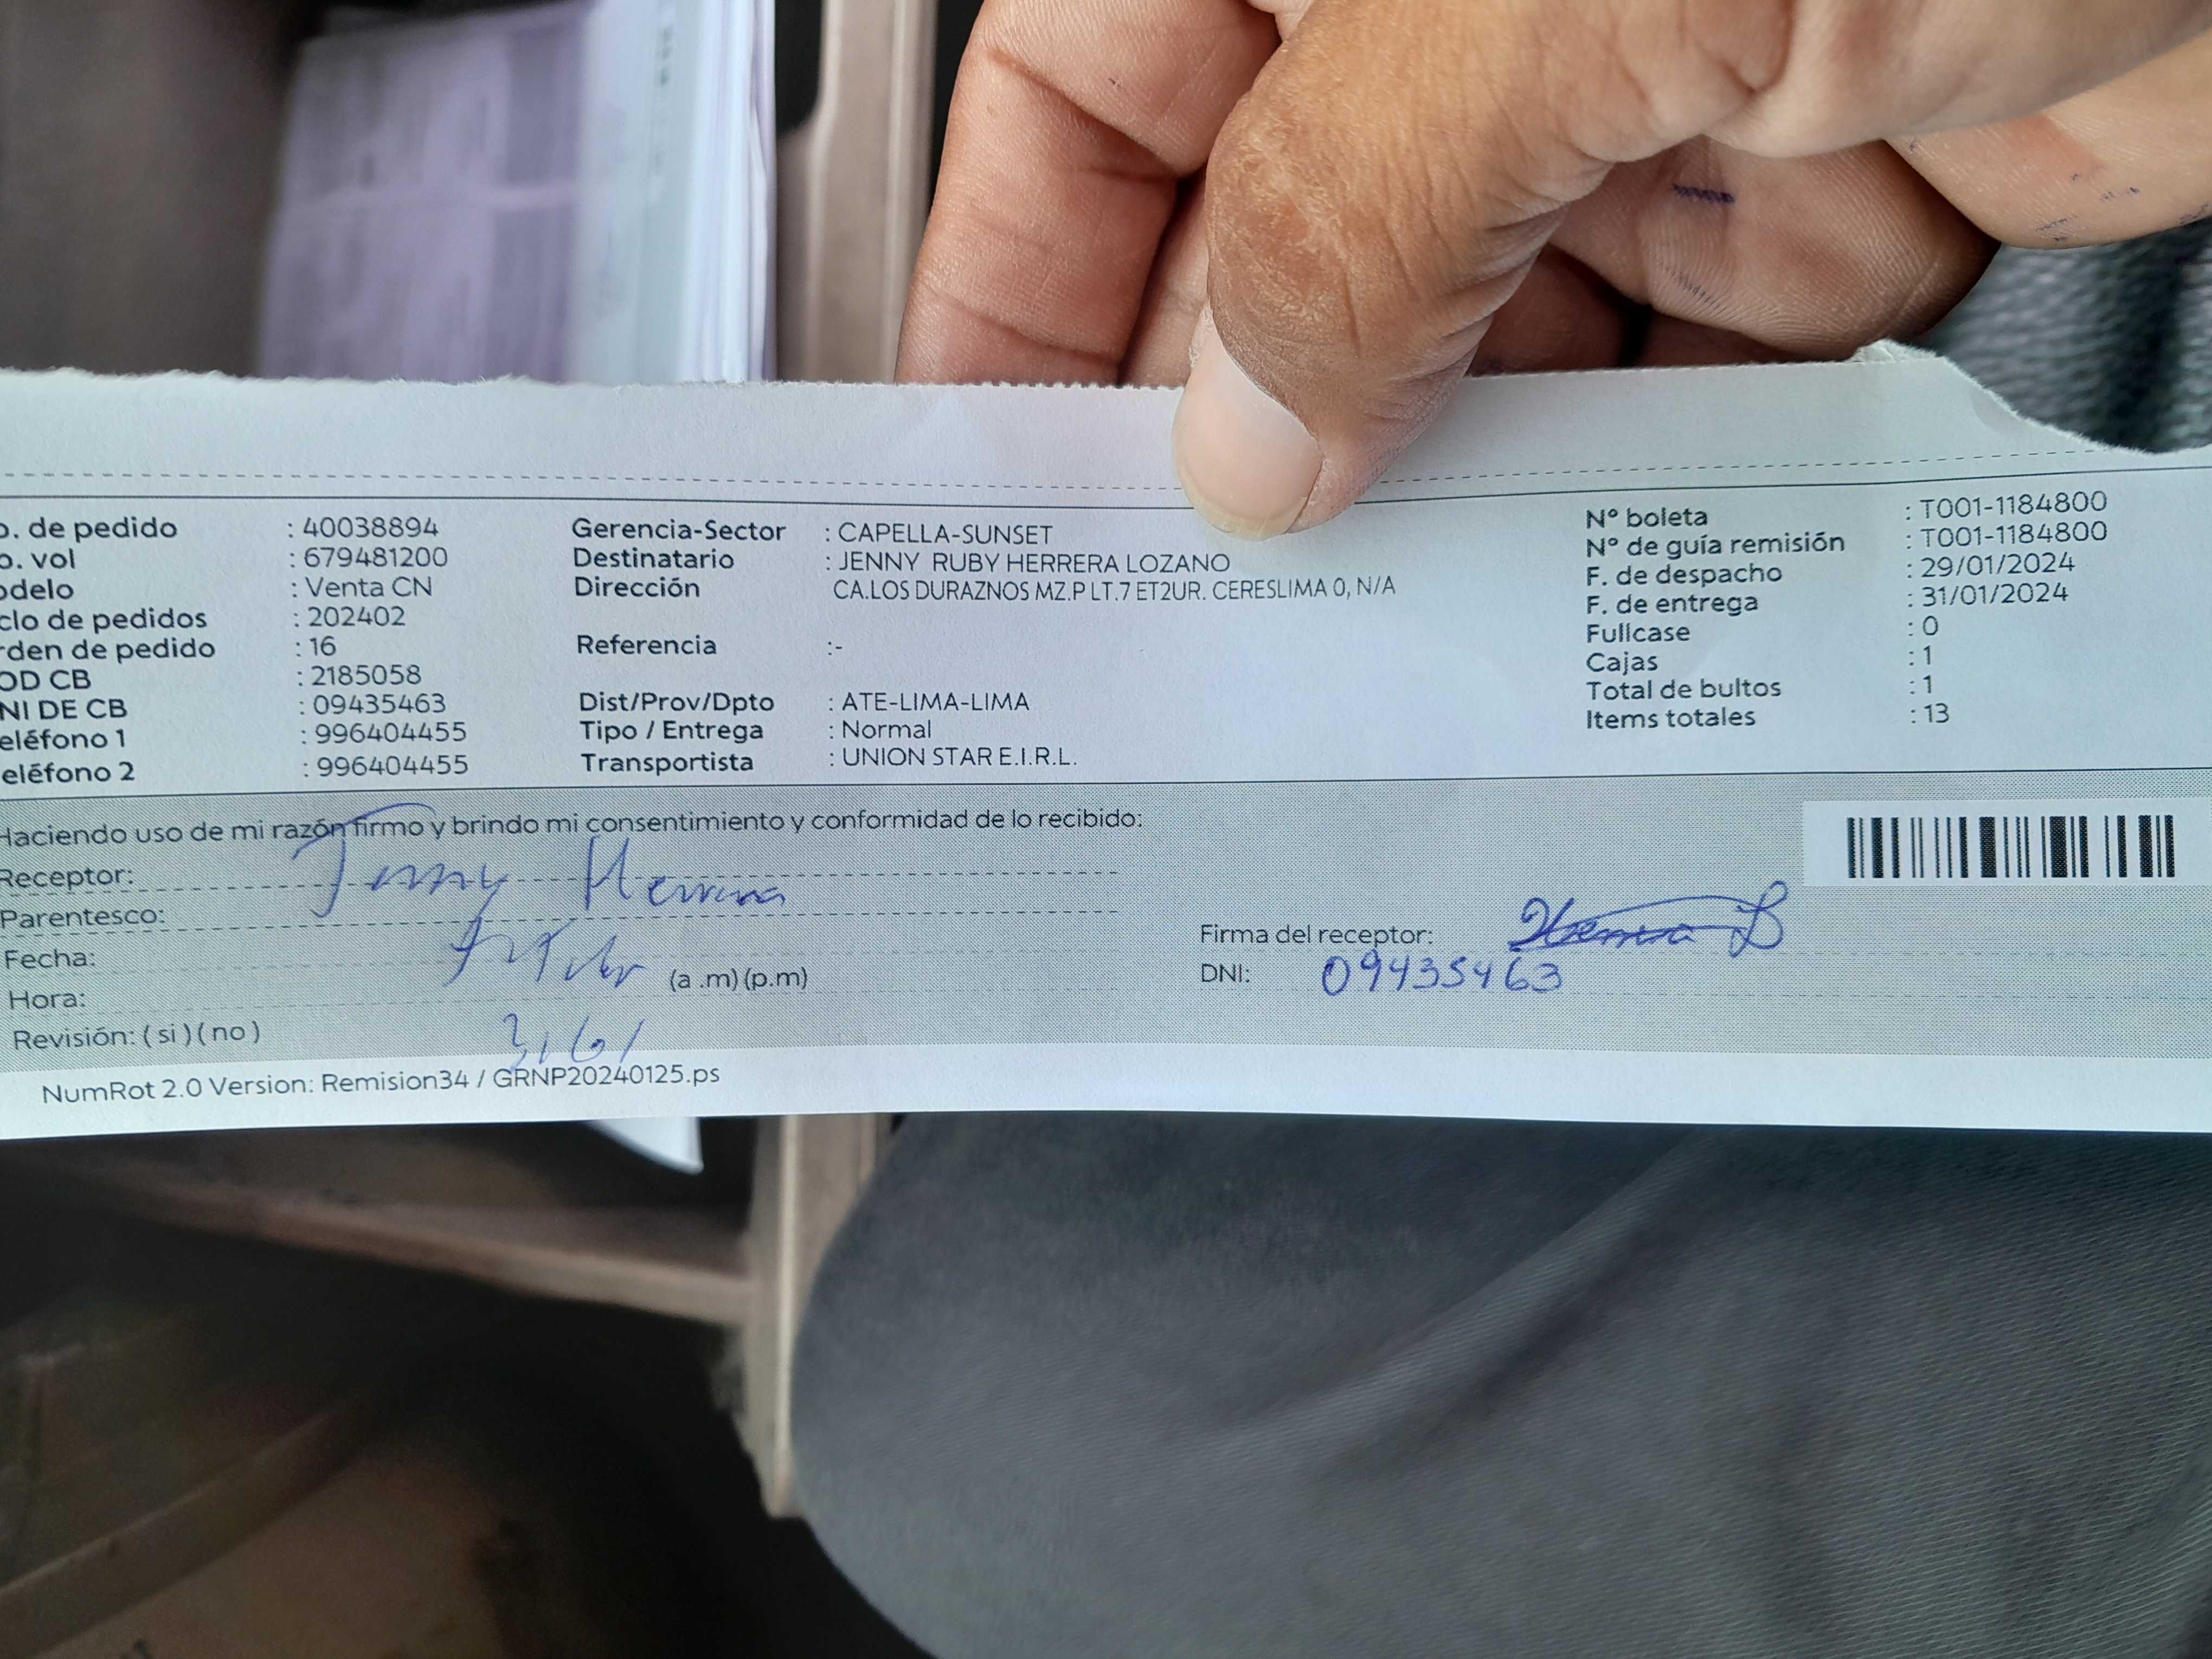 o. de pedido : 40038894 Gerencia-Sector : CAPELLA-SUNSET Nº boleta : T001-1184800
o. vol : 679481200 Destinatario : JENNY RUBY HERRERA LOZANO Nº de guía remisión : T001-1184800
odelo : Venta CN Dirección CA.LOS DURAZNOS MZ.P LT.7 ET2UR. CERESLIMA 0, N/A F. de despacho : 29/01/2024
clo de pedidos : 202402 F. de entrega : 31/01/2024
rden de pedido : 16 Referencia :- Fullcase : 0
OD CB : 2185058 Cajas : 1
NI DE CB : 09435463 Dist/Prov/Dpto : ATE-LIMA-LIMA Total de bultos : 1
eléfono 1 : 996404455 Tipo / Entrega : Normal Items totales : 13
eléfono 2 : 996404455 Transportista : UNION STAR E.I.R.L.
Haciendo uso de mi razón firmo y brindo mi consentimiento y conformidad de lo recibido:
Receptor: Jenny Herrera
Parentesco:
Firma del receptor: Herrera
Fecha:
DNI: 09435463
Hora: (a .m) (p.m)
Revisión: ( si ) ( no )
NumRot 2.0 Version: Remision34 / GRNP20240125.ps